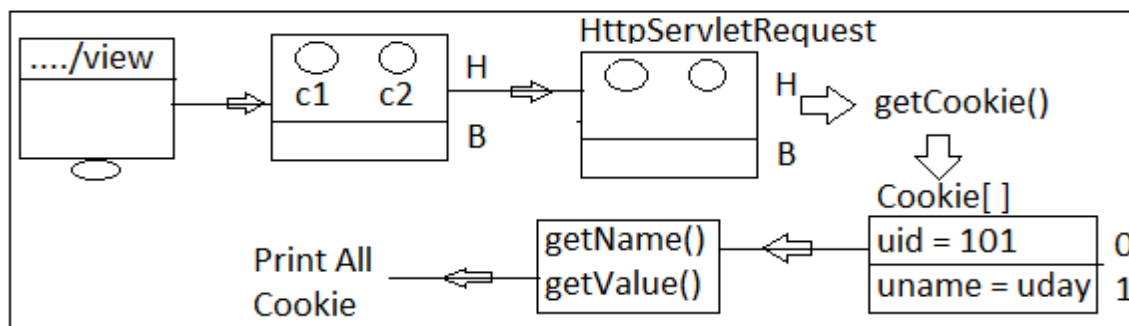 ..../view
c1 c2
H
B
HttpServletRequest
H
B
getCookie()
Cookie[ ]
uid = 101
0
uname = uday
1
getName()
getValue()
Print All
Cookie